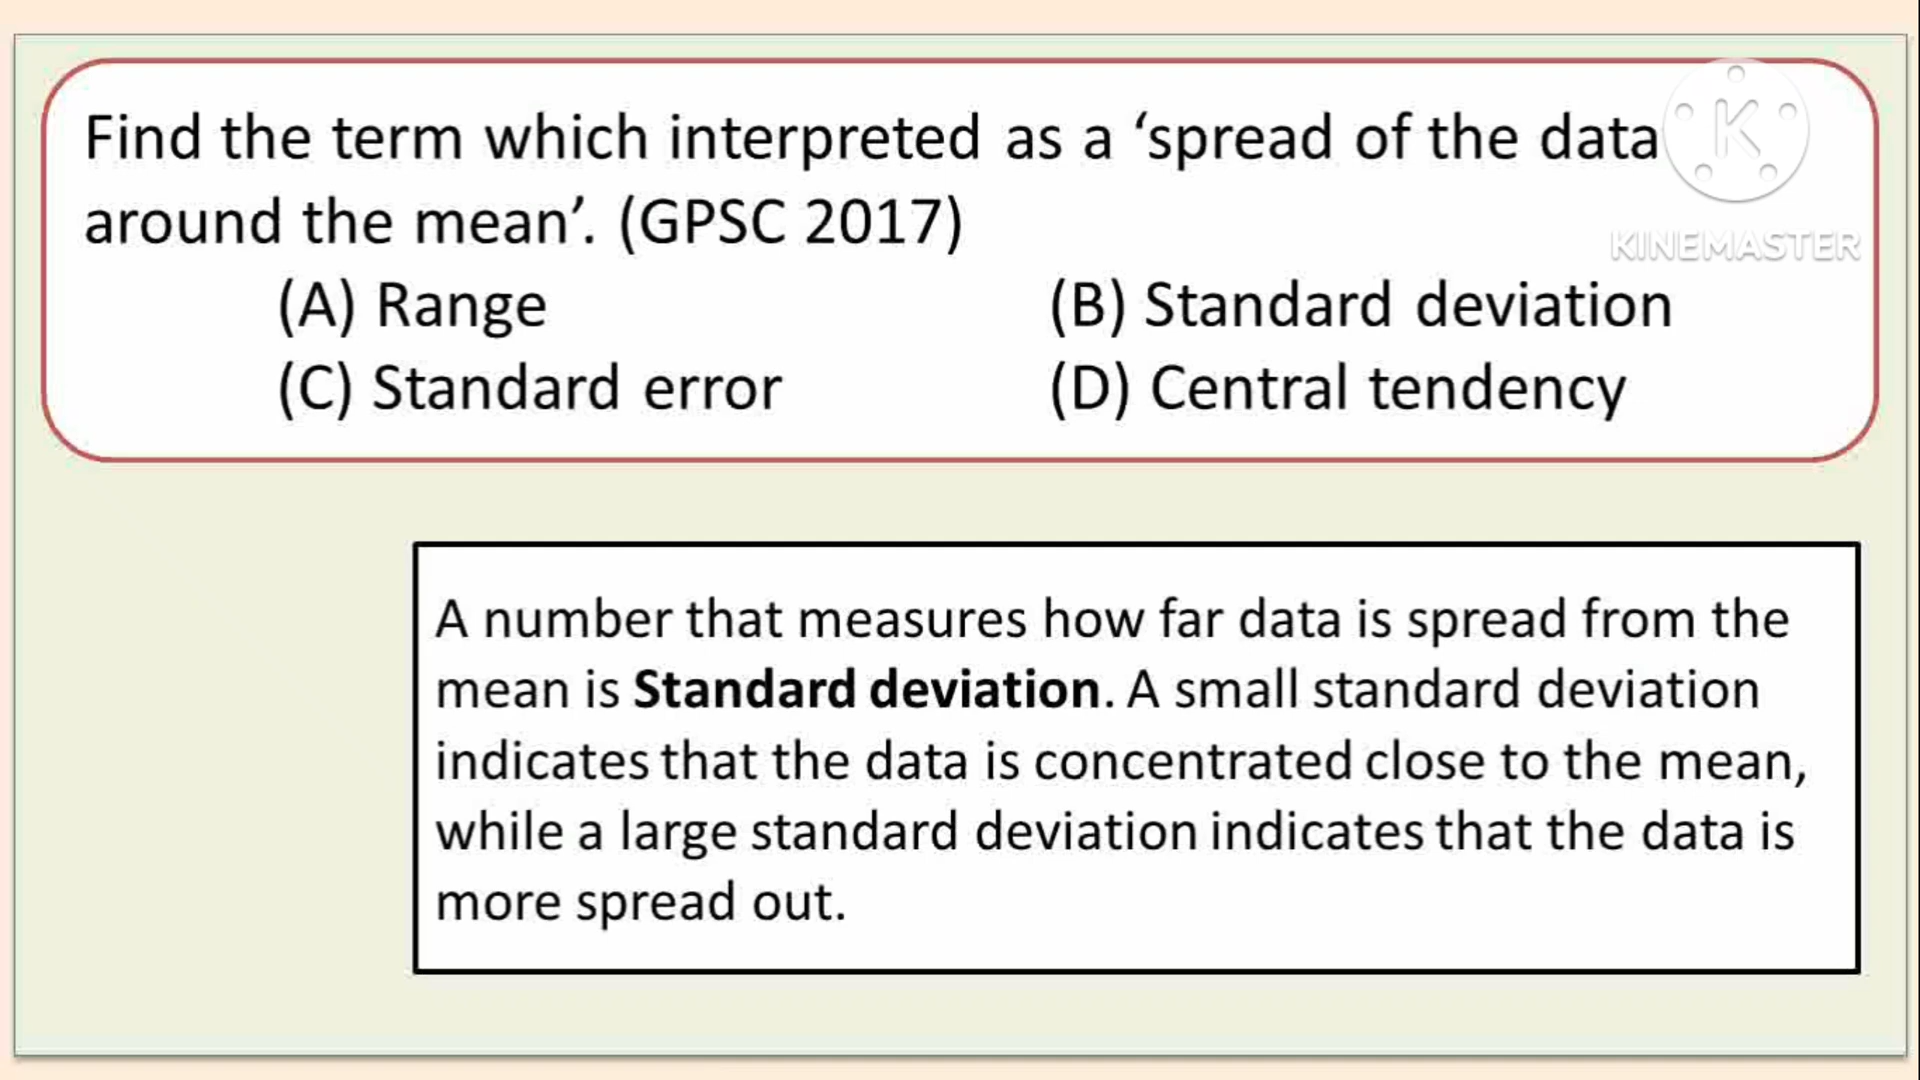 Find the term which interpreted as a ‘spread of the data
around the mean’. (GPSC 2017)
(A) Range (B) Standard deviation
(C) Standard error (D) Central tendency
K
KINEMASTER
A number that measures how far data is spread from the
mean is Standard deviation. A small standard deviation
indicates that the data is concentrated close to the mean,
while a large standard deviation indicates that the data is
more spread out.